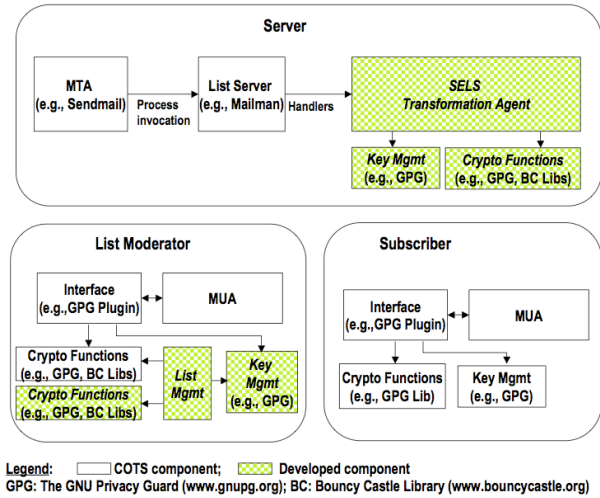 Server
MTA
(e.g., Sendmail)
Process
invocation
List Server
(e.g., Mailman)
Handlers
SELS
Transformation Agent
Key Mgmt
(e.g., GPG)
Crypto Functions
(e.g., GPG, BC Libs)
List Moderator
Interface
(e.g.,GPG Plugin)
MUA
Crypto Functions
(e.g., GPG, BC Libs)
Crypto Functions
(e.g., GPG, BC Libs)
List
Mgmt
Key
Mgmt
(e.g., GPG)
Subscriber
Interface
(e.g.,GPG Plugin)
MUA
Crypto Functions
(e.g., GPG Lib)
Key Mgmt
(e.g., GPG)
Legend: COTS component; Developed component
GPG: The GNU Privacy Guard (www.gnupg.org); BC: Bouncy Castle Library (www.bouncycastle.org)